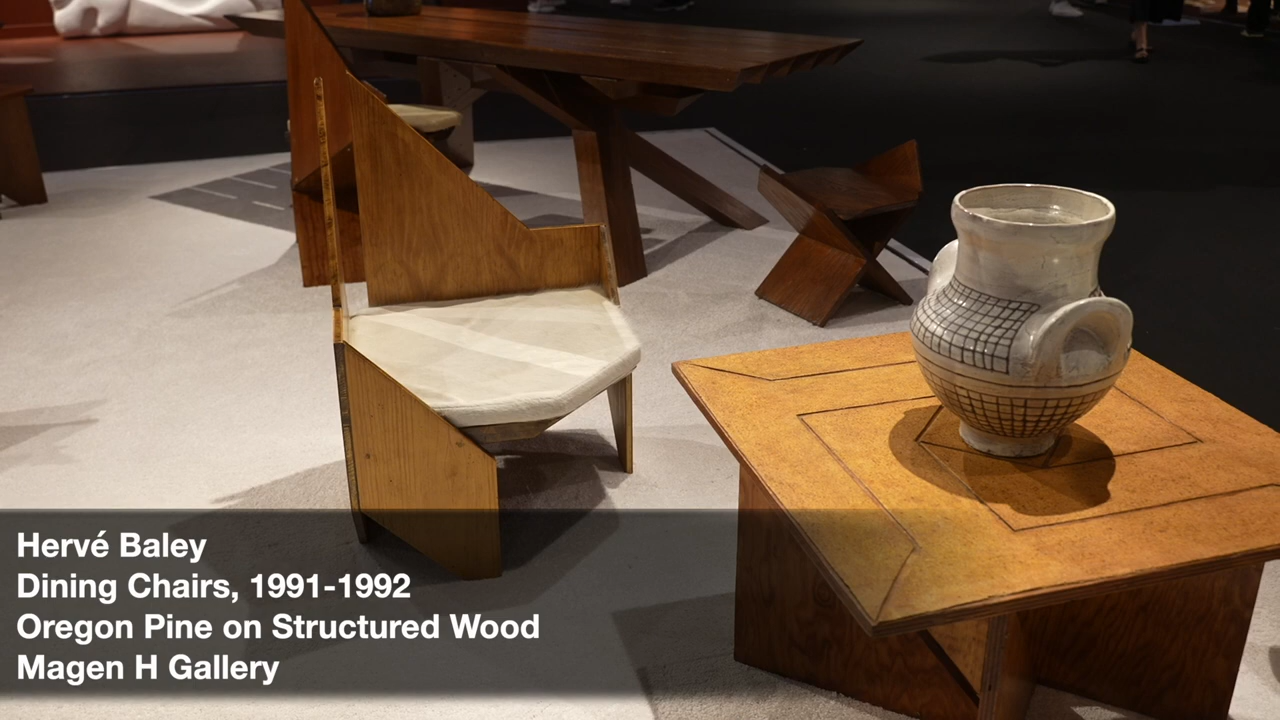 Hervé Baley
Dining Chairs, 1991-1992
Oregon Pine on Structured Wood
Magen H Gallery